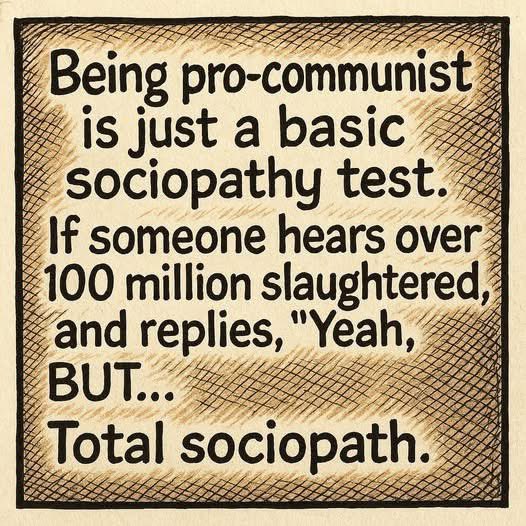 Being pro-communist
is just a basic
sociopathy test.
If someone hears over
100 million slaughtered,
and replies, "Yeah,
BUT...
Total sociopath.